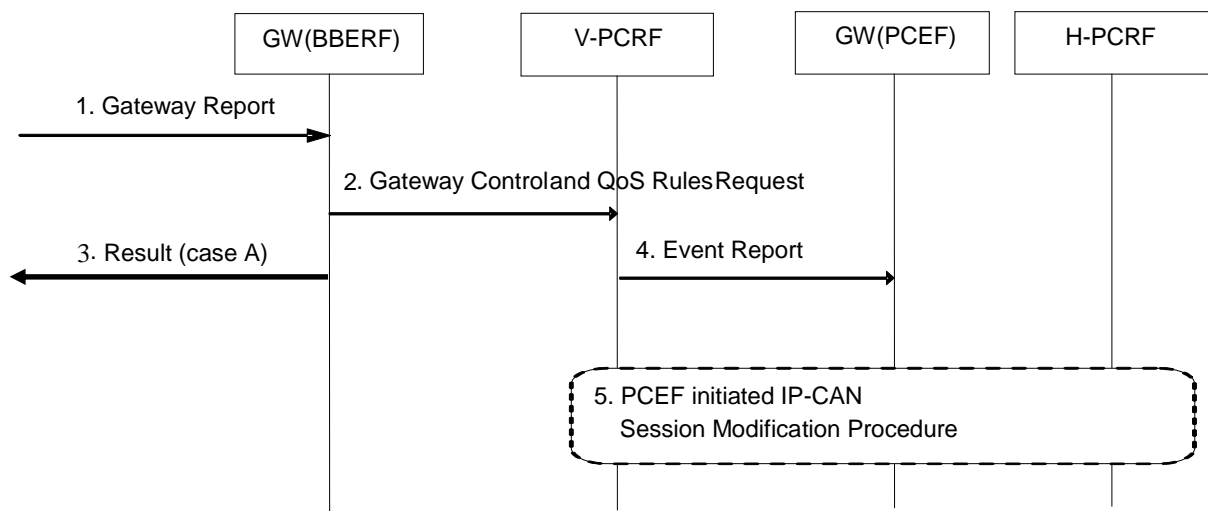 GW(BBERF)
V-PCRF
GW(PCEF)
H-PCRF
1. Gateway Report
2. Gateway Controland QoS RulesRequest
3. Result (case A)
4. Event Report
5. PCEF initiated IP-CAN
Session Modification Procedure